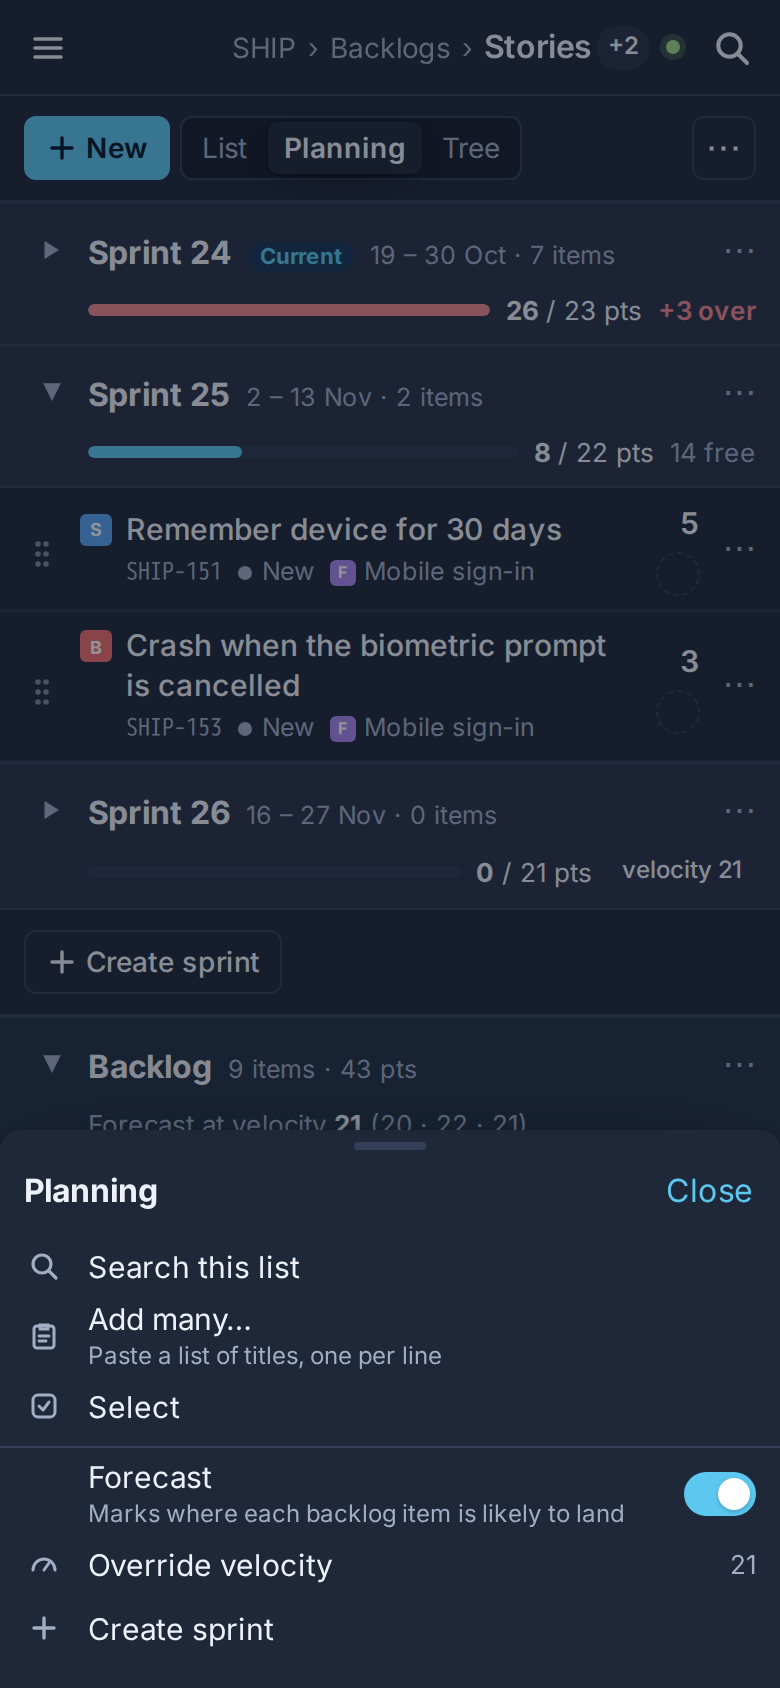 SHIP › Backlogs › Stories +2
+ New List Planning Tree ...
Sprint 24 Current 19 – 30 Oct · 7 items ...
26 / 23 pts +3 over
Sprint 25 2 – 13 Nov · 2 items ...
8 / 22 pts 14 free
S Remember device for 30 days 5
SHIP-151 New F Mobile sign-in ...
B Crash when the biometric prompt 3
is cancelled ...
SHIP-153 New F Mobile sign-in
Sprint 26 16 – 27 Nov · 0 items ...
0 / 21 pts velocity 21
+ Create sprint
Backlog 9 items · 43 pts ...
Forecast at velocity 21 (20 · 22 · 21)
Planning Close
Search this list
Add many...
Paste a list of titles, one per line
Select
Forecast
Marks where each backlog item is likely to land
Override velocity 21
+ Create sprint